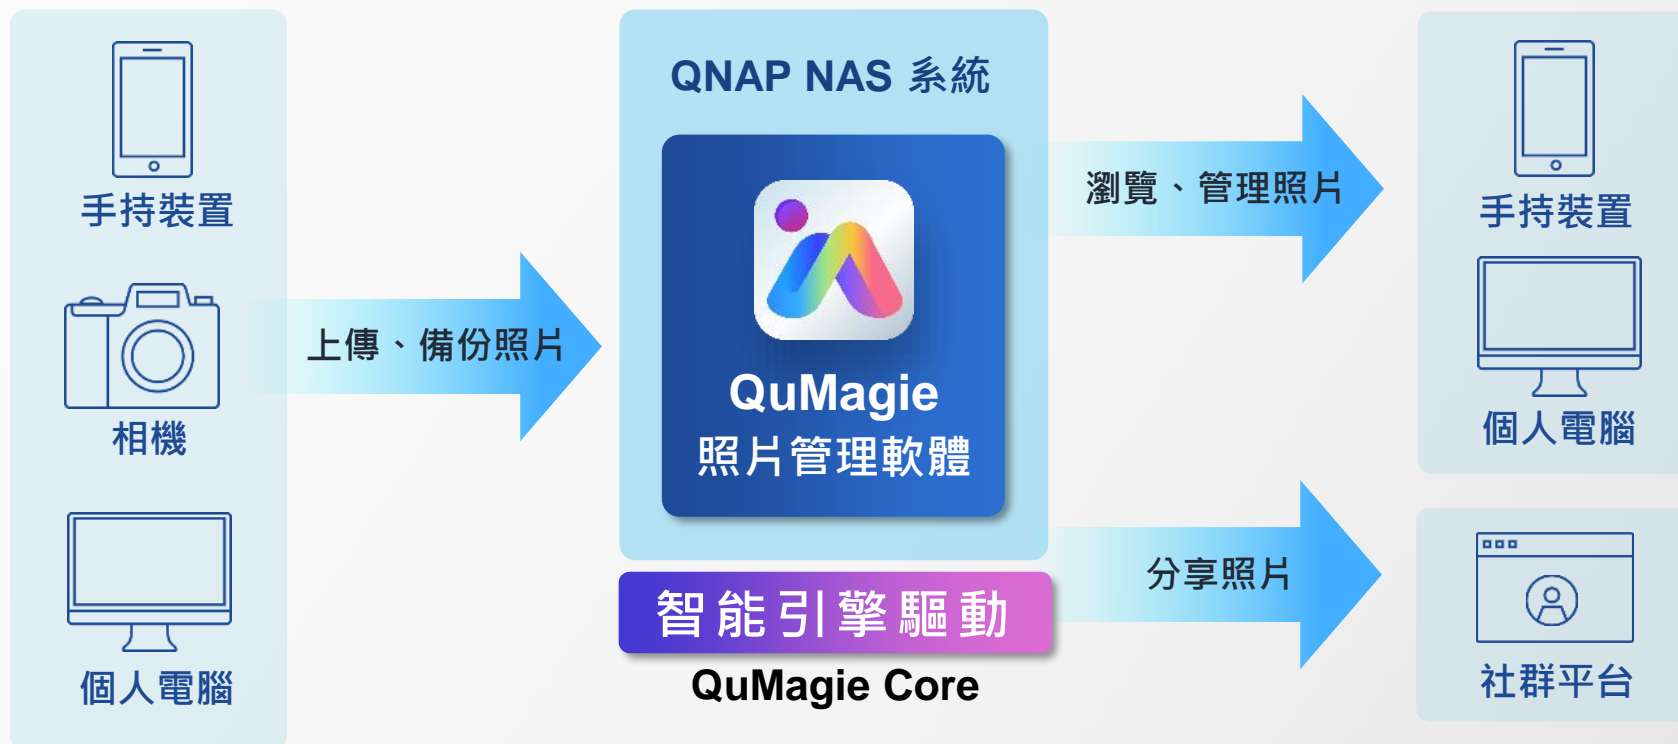 手持裝置
相機
個人電腦
上傳、備份照片
QNAP NAS 系統
QuMagie
照片管理軟體
智能引擎驅動
QuMagie Core
瀏覽、管理照片
分享照片
手持裝置
個人電腦
社群平台